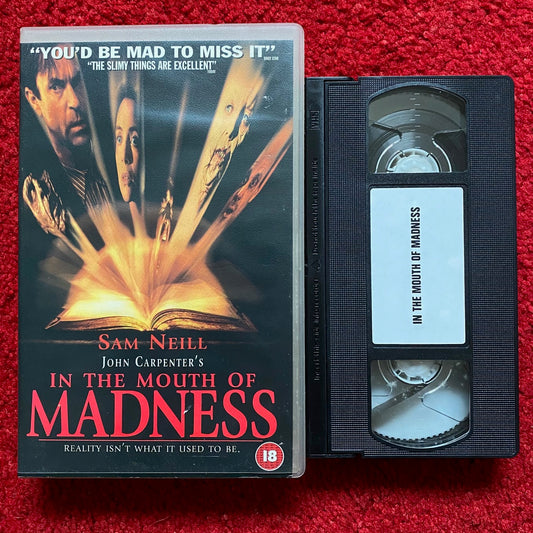 "YOU'D BE MAD TO MISS IT"
"THE SLIMY THINGS ARE EXCELLENT"
SAM NEILL
JOHN CARPENTER'S
IN THE MOUTH OF
MADNESS
REALITY ISN'T WHAT IT USED TO BE.
18
VHS
IN THE MOUTH OF MADNESS